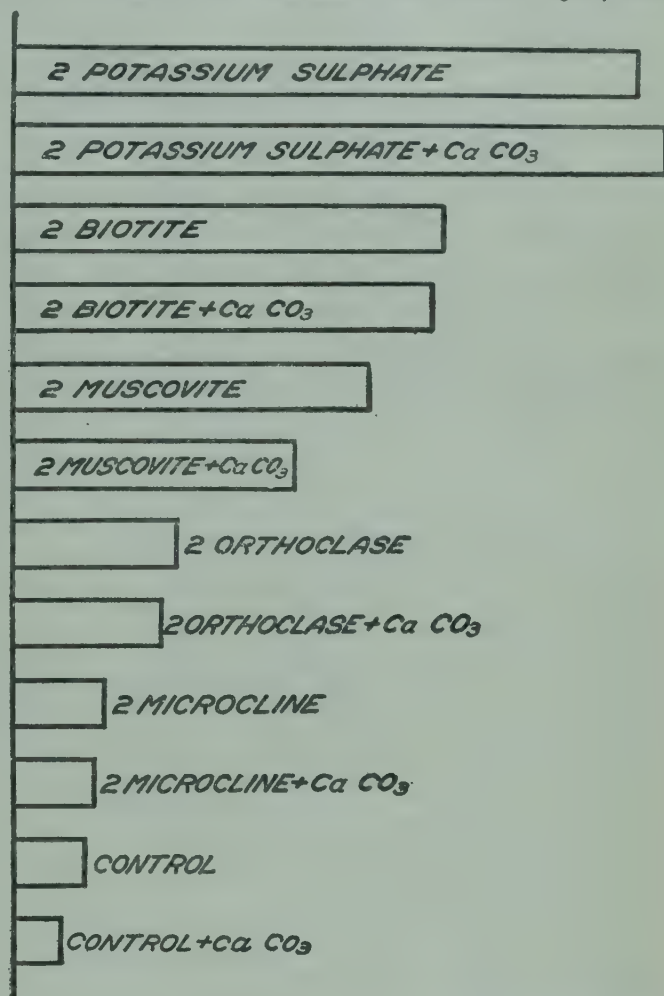 2 POTASSIUM SULPHATE
2 POTASSIUM SULPHATE+Ca CO₃
2 BIOTITE
2 BIOTITE+Ca CO₃
2 MUSCOVITE
2 MUSCOVITE+Ca CO₃
2 ORTHOCLASE
2 ORTHOCLASE+Ca CO₃
2 MICROCLINE
2 MICROCLINE+Ca CO₃
CONTROL
CONTROL+Ca CO₃